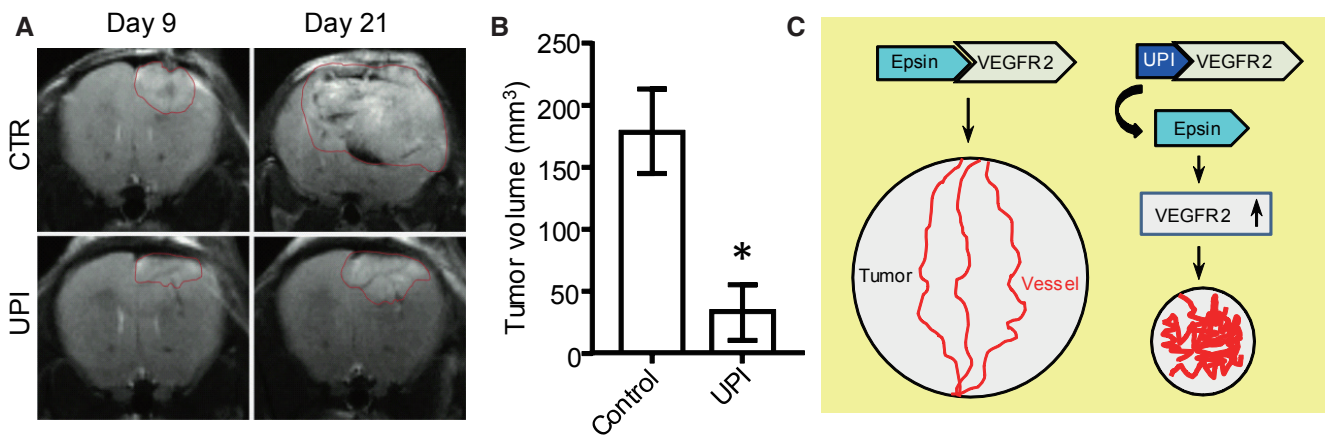 A
Day 9
Day 21
CTR
UPI
B
Tumor volume (mm³)
250
200
150
100
50
0
*
Control
UPI
C
Epsin
VEGFR2
Tumor
Vessel
UPI
VEGFR2
Epsin
VEGFR2